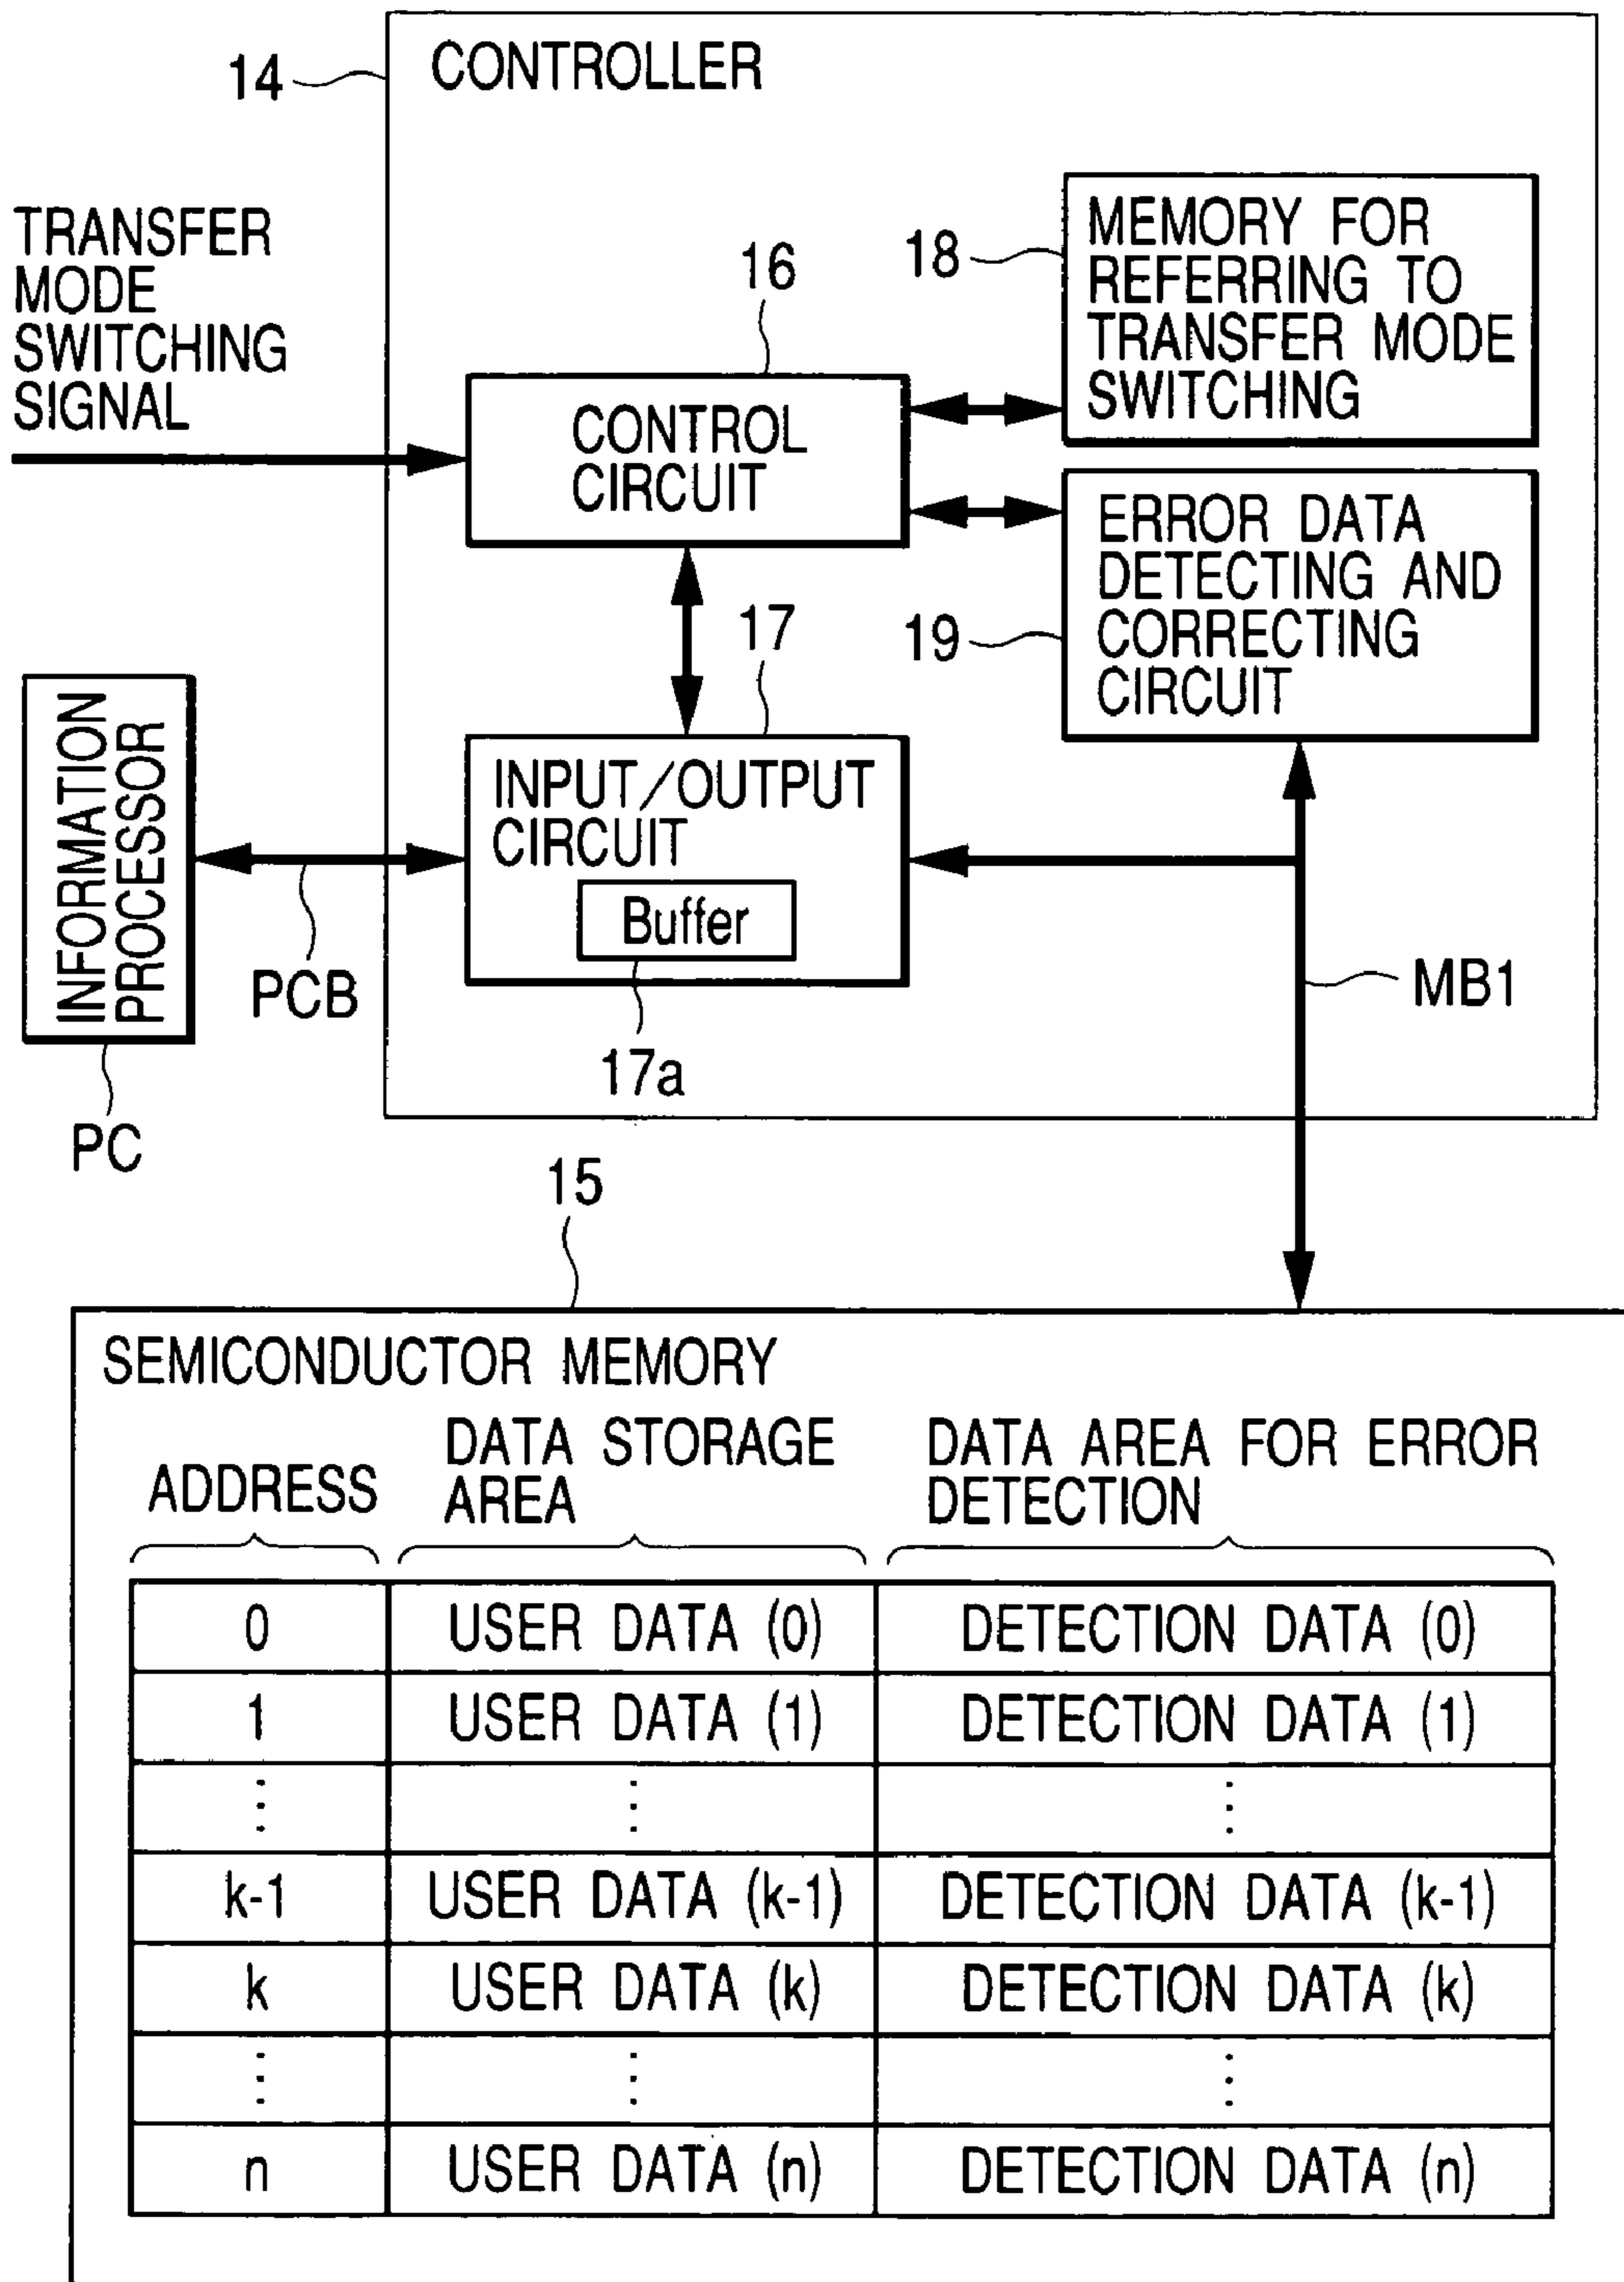 14
CONTROLLER
TRANSFER
MODE
SWITCHING
SIGNAL
16
18
MEMORY FOR
REFERRING TO
TRANSFER MODE
SWITCHING
CONTROL
CIRCUIT
19
ERROR DATA
DETECTING AND
CORRECTING
CIRCUIT
17
INFORMATION
PROCESSOR
INPUT/OUTPUT
CIRCUIT
Buffer
PCB
17a
MB1
PC
15
SEMICONDUCTOR MEMORY
ADDRESS
DATA STORAGE
AREA
DATA AREA FOR ERROR
DETECTION
0 USER DATA (0) DETECTION DATA (0)
1 USER DATA (1) DETECTION DATA (1)
⋮ ⋮ ⋮
k-1 USER DATA (k-1) DETECTION DATA (k-1)
k USER DATA (k) DETECTION DATA (k)
⋮ ⋮ ⋮
n USER DATA (n) DETECTION DATA (n)